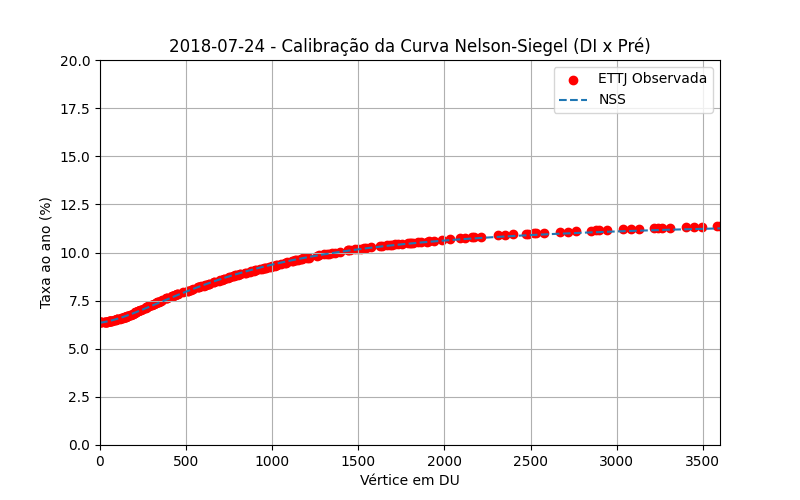 2018-07-24 - Calibração da Curva Nelson-Siegel (DI x Pré)
20.0
17.5
15.0
12.5
10.0
7.5
5.0
2.5
0.0
Taxa ao ano (%)
ETTJ Observada
NSS
0 500 1000 1500 2000 2500 3000 3500
Vértice em DU